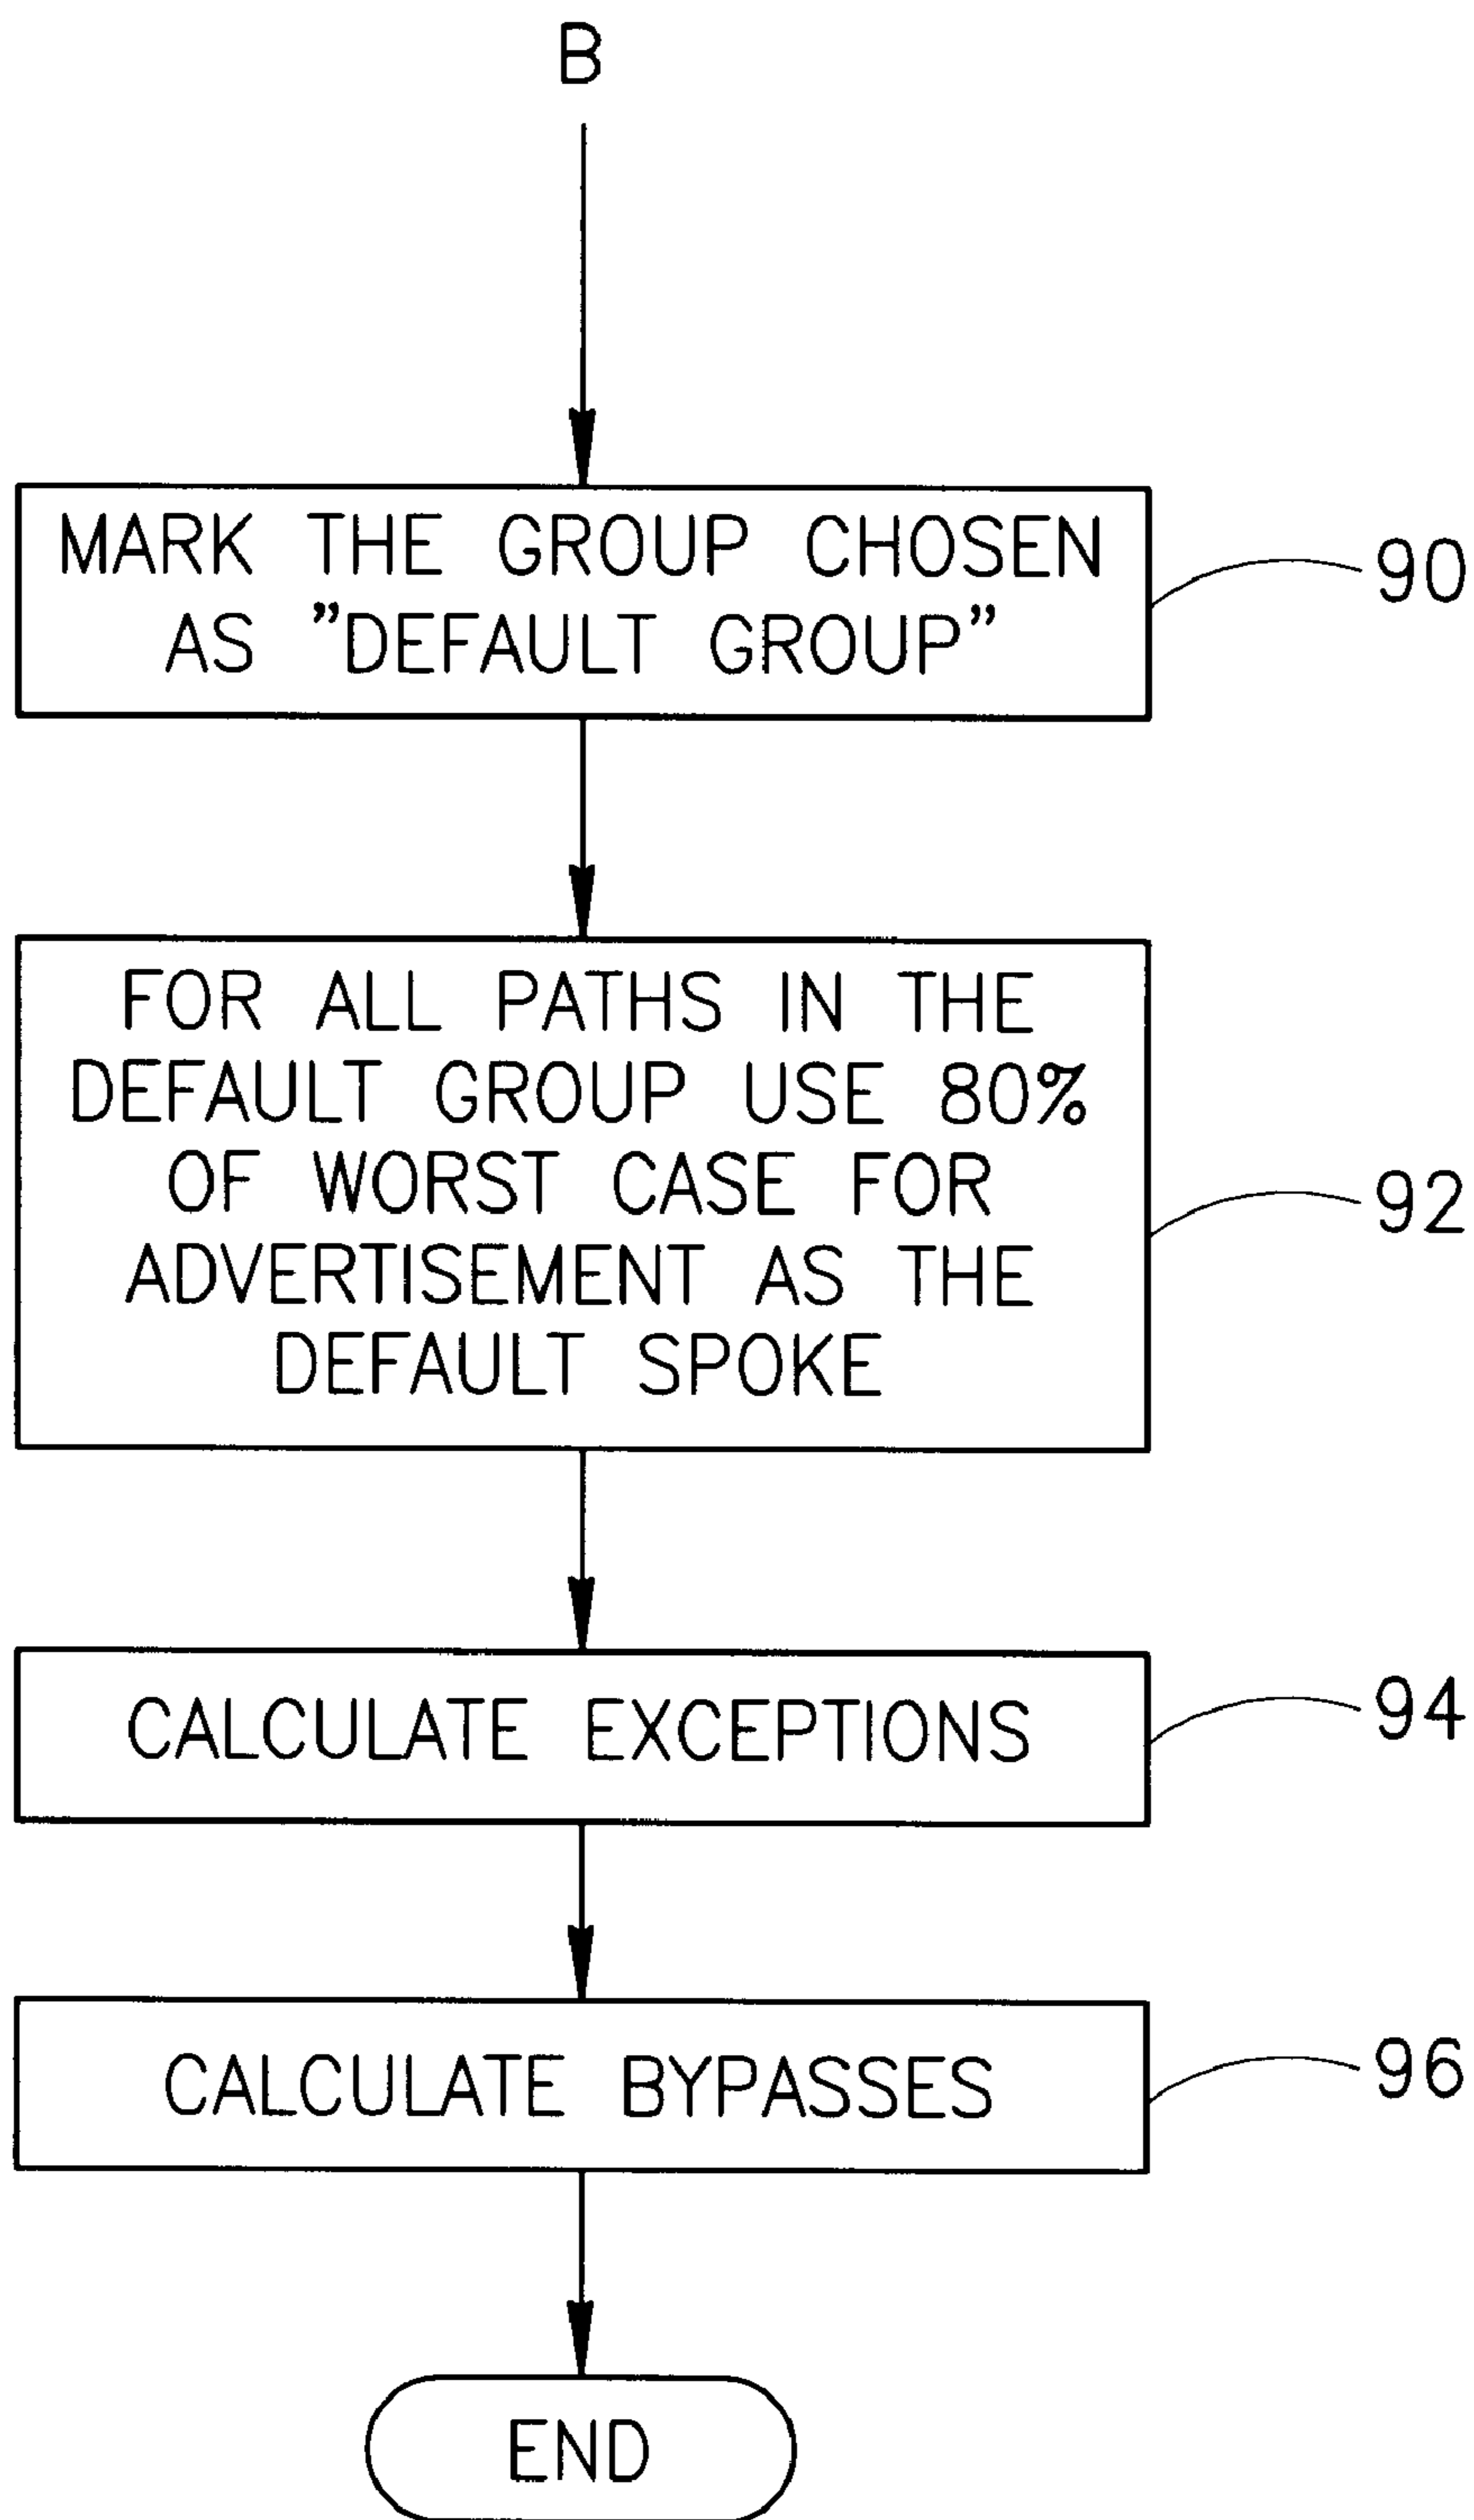 B
MARK THE GROUP CHOSEN
AS "DEFAULT GROUP"
90
FOR ALL PATHS IN THE
DEFAULT GROUP USE 80%
OF WORST CASE FOR
ADVERTISEMENT AS THE
DEFAULT SPOKE
92
CALCULATE EXCEPTIONS
94
CALCULATE BYPASSES
96
END